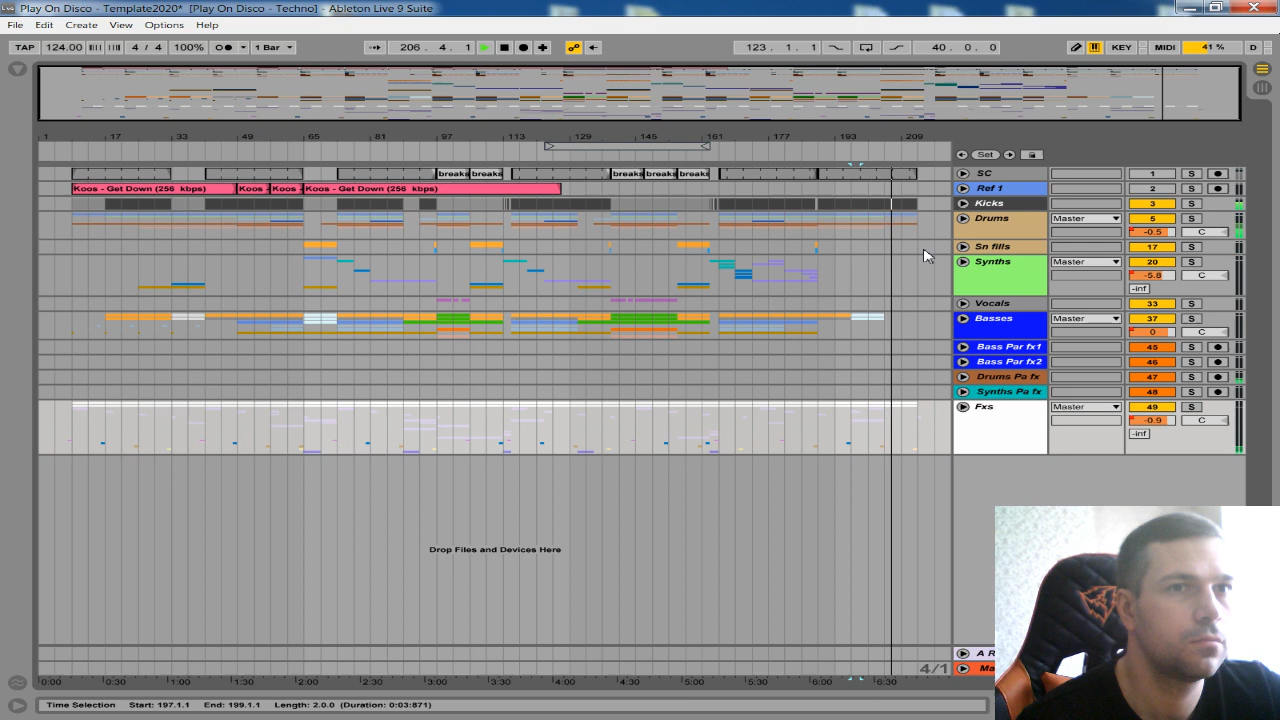 Live Play On Disco - Template2020* [Play On Disco - Techno] - Ableton Live 9 Suite
File Edit Create View Options Help
TAP 124.00 4 / 4 100% 1 Bar 206 . 4 . 1 123 . 1 . 1 40 . 0 . 0 KEY MIDI 41 % D
1 17 33 49 65 81 97 113 129 145 161 177 193 209
Set
breaks breaks breaks breaks breaks SC 1 S
Koos - Get Down (256 kbps) Koos - Koos - Koos - Get Down (256 kbps) Ref 1 2 S
Kicks 3 S
Drums Master 5 S
-0.5 C
Sn fills 17 S
Synths Master 20 S
-5.8 C
-inf
Vocals 33 S
Basses Master 37 S
0 C
Bass Par fx1 45 S
Bass Par fx2 46 S
Drums Pa fx 47 S
Synths Pa fx 48 S
Fxs Master 49 S
-0.9 C
-inf
Drop Files and Devices Here
A R
4/1 Ma
0:00 0:30 1:00 1:30 2:00 2:30 3:00 3:30 4:00 4:30 5:00 5:30 6:00 6:30
Time Selection Start: 197.1.1 End: 199.1.1 Length: 2.0.0 (Duration: 0:03:871)